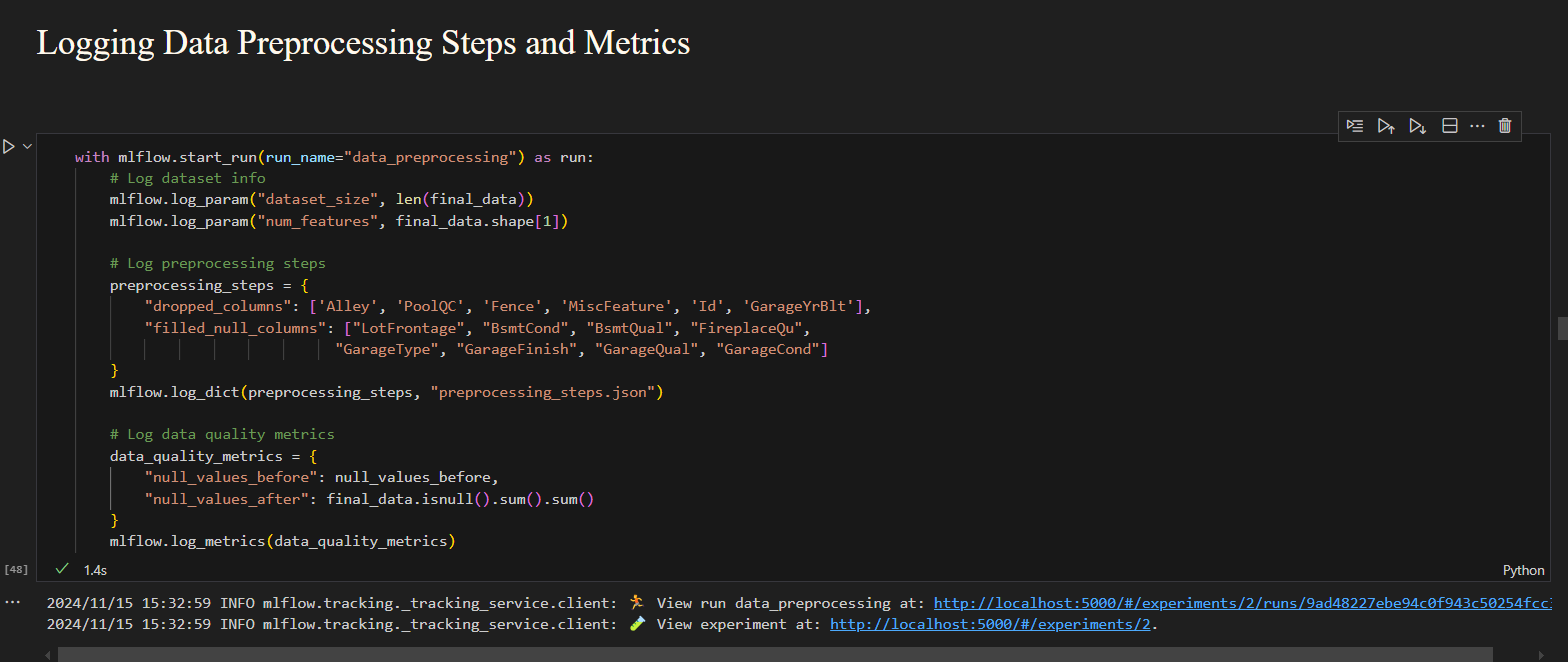 Logging Data Preprocessing Steps and Metrics
with mlflow.start_run(run_name="data_preprocessing") as run:
# Log dataset info
mlflow.log_param("dataset_size", len(final_data))
mlflow.log_param("num_features", final_data.shape[1])
# Log preprocessing steps
preprocessing_steps = {
"dropped_columns": ['Alley', 'PoolQC', 'Fence', 'MiscFeature', 'Id', 'GarageYrBlt'],
"filled_null_columns": ["LotFrontage", "BsmtCond", "BsmtQual", "FireplaceQu",
"GarageType", "GarageFinish", "GarageQual", "GarageCond"]
}
mlflow.log_dict(preprocessing_steps, "preprocessing_steps.json")
# Log data quality metrics
data_quality_metrics = {
"null_values_before": null_values_before,
"null_values_after": final_data.isnull().sum().sum()
}
mlflow.log_metrics(data_quality_metrics)
[48] 1.4s Python
2024/11/15 15:32:59 INFO mlflow.tracking._tracking_service.client: 🏃 View run data_preprocessing at: http://localhost:5000/#/experiments/2/runs/9ad48227ebe94c0f943c50254fcc
2024/11/15 15:32:59 INFO mlflow.tracking._tracking_service.client: 🧪 View experiment at: http://localhost:5000/#/experiments/2.